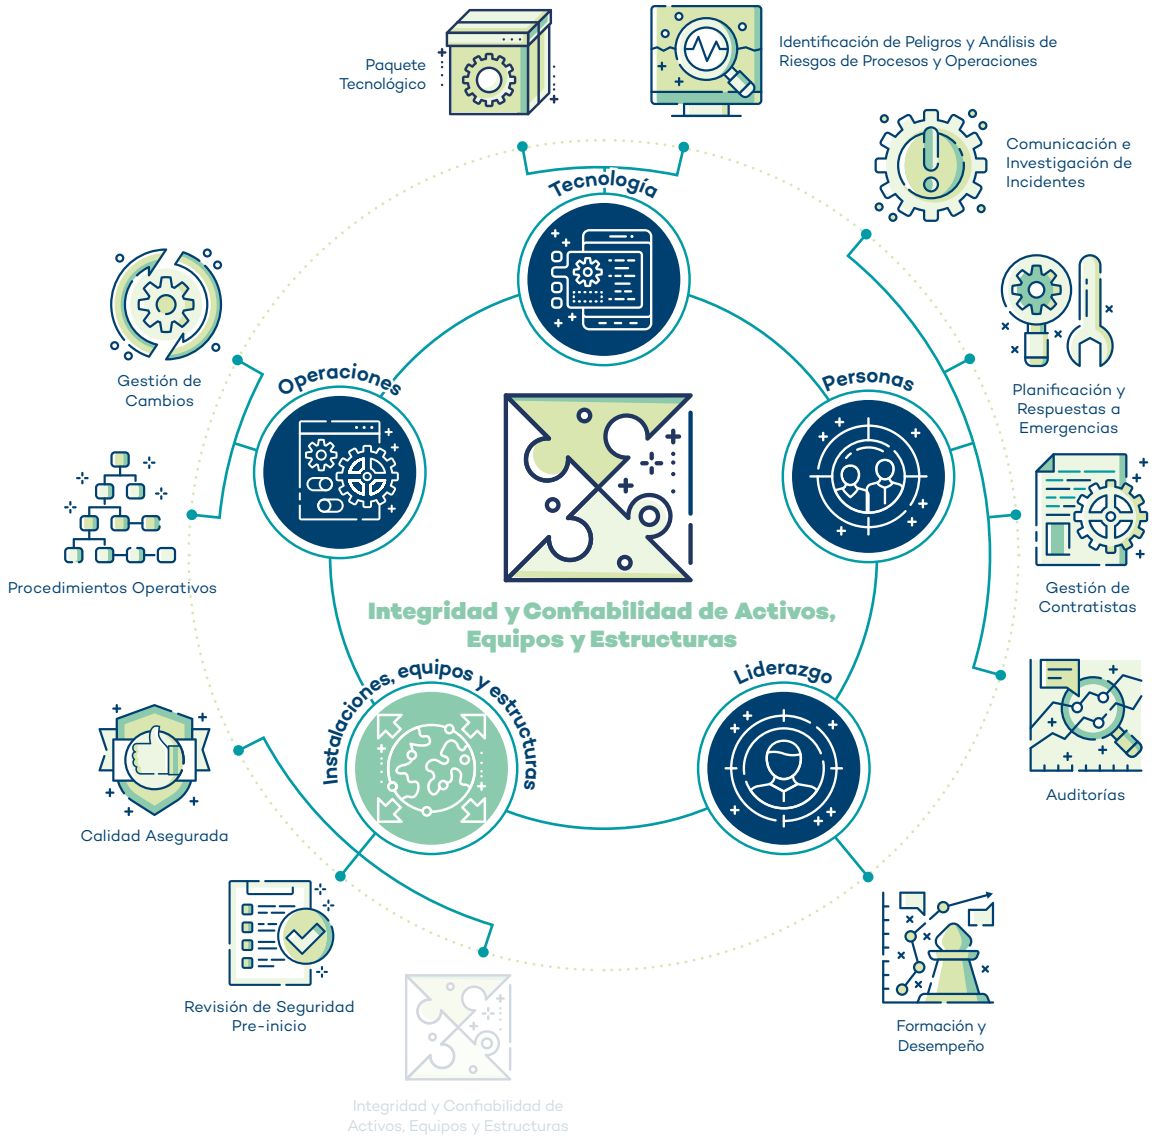 Paquete
Tecnológico
Identificación de Peligros y Análisis de
Riesgos de Procesos y Operaciones
Comunicación e
Investigación de
Incidentes
Tecnología
Gestión de
Cambios
Operaciones
Personas
Planificación y
Respuestas a
Emergencias
Procedimientos Operativos
Gestión de
Contratistas
Integridad y Confiabilidad de Activos,
Equipos y Estructuras
Instalaciones, equipos y estructuras
Liderazgo
Auditorías
Calidad Asegurada
Revisión de Seguridad
Pre-inicio
Formación y
Desempeño
Integridad y Confiabilidad de
Activos, Equipos y Estructuras